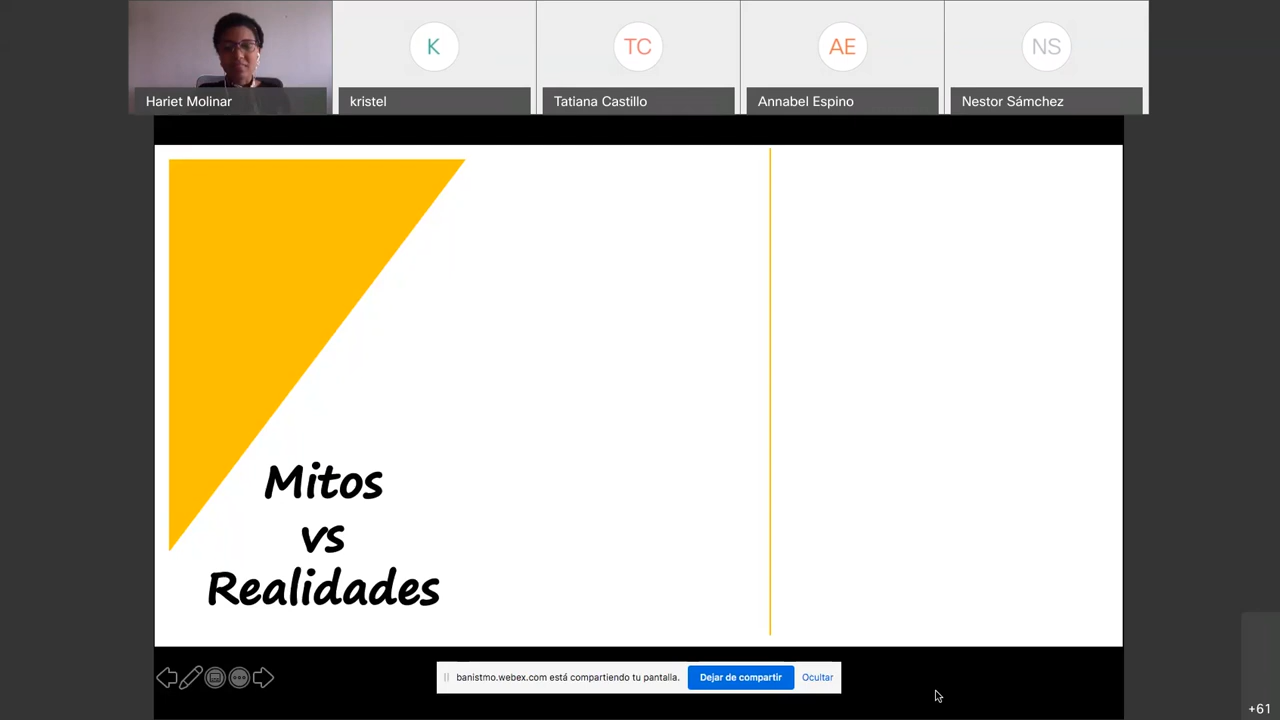 K
TC
AE
NS
Hariet Molinar
kristel
Tatiana Castillo
Annabel Espino
Nestor Sámchez
Mitos
vs
Realidades
banistmo.webex.com está compartiendo tu pantalla.
Dejar de compartir
Ocultar
+61